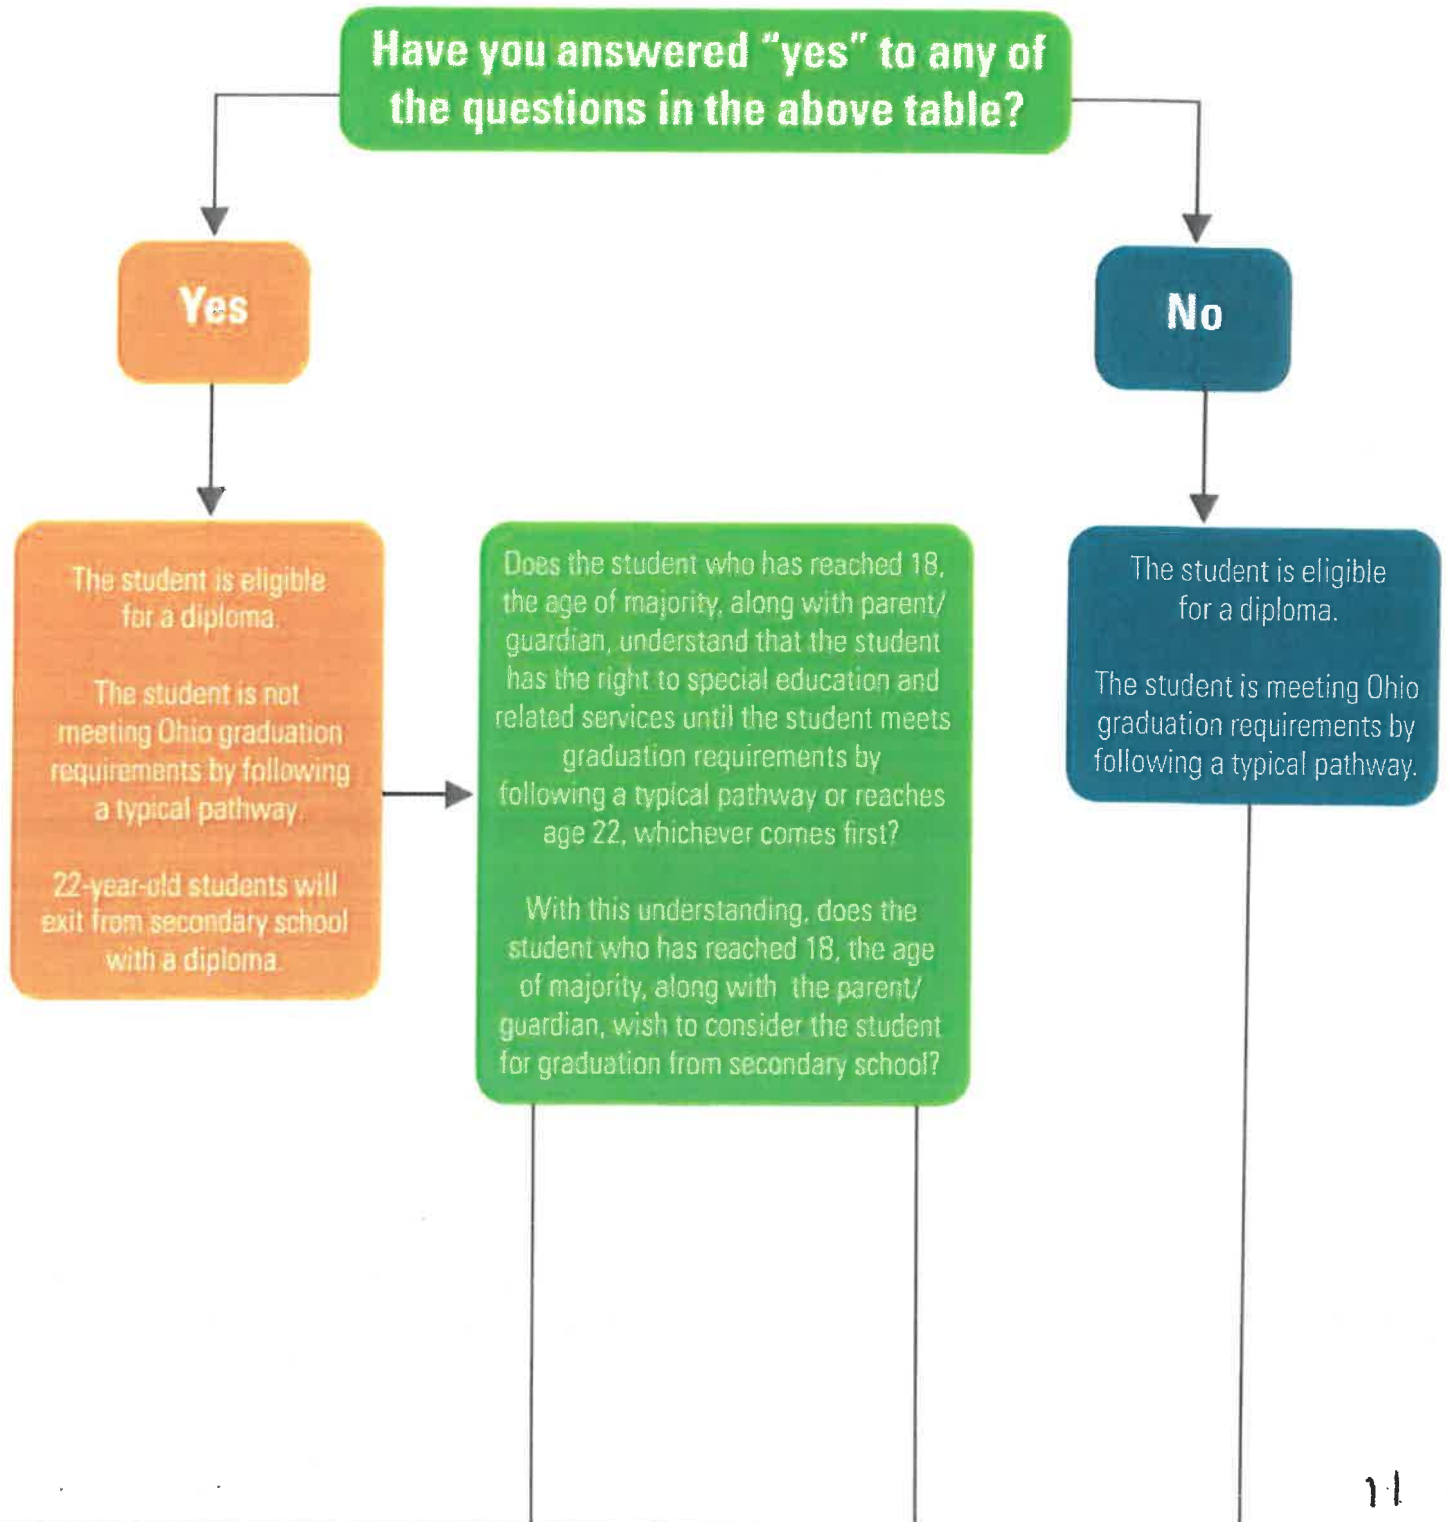 Have you answered “yes” to any of
the questions in the above table?
Yes
No
The student is eligible
for a diploma.
The student is not
meeting Ohio graduation
requirements by following
a typical pathway.
22-year-old students will
exit from secondary school
with a diploma.
Does the student who has reached 18,
the age of majority, along with parent/
guardian, understand that the student
has the right to special education and
related services until the student meets
graduation requirements by
following a typical pathway or reaches
age 22, whichever comes first?
With this understanding, does the
student who has reached 18, the age
of majority, along with the parent/
guardian, wish to consider the student
for graduation from secondary school?
The student is eligible
for a diploma.
The student is meeting Ohio
graduation requirements by
following a typical pathway.
11